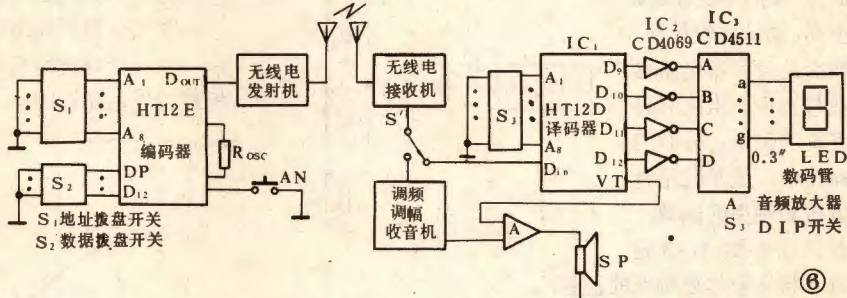 A₁
S₁
A₈
S₂
DP
D₁₂
D_OUT
HT12E
编码器
R_OSC
AN
S₁地址拨盘开关
S₂数据拨盘开关
无线电
发射机
无线电
接收机
S'
调频
调幅
收音机
S₃
A₁
A₈
D_in
IC₁
HT12D
译码器
D₉
D₁₀
D₁₁
D₁₂
VT
A
SP
IC₂
CD4069
IC₃
CD4511
A
B
C
D
a
g
0.3" LED
数码管
A 音频放大器
S₃ DIP开关
⑥